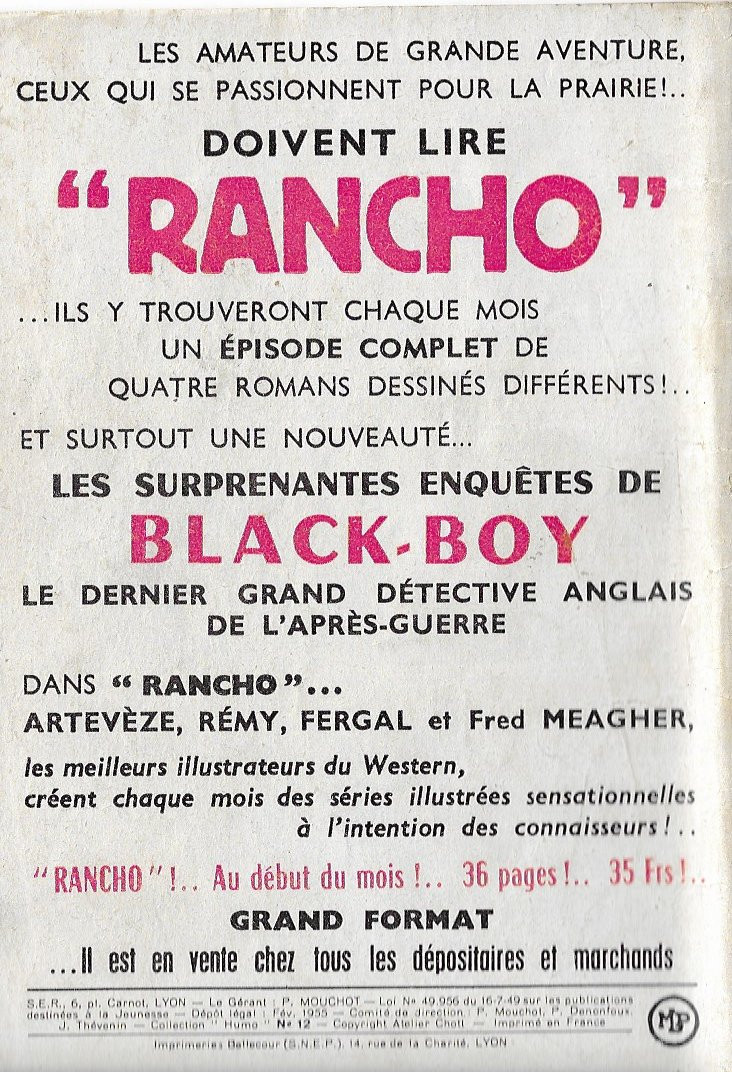 LES AMATEURS DE GRANDE AVENTURE,
CEUX QUI SE PASSIONNENT POUR LA PRAIRIE!..
DOIVENT LIRE
“RANCHO”
...ILS Y TROUVERONT CHAQUE MOIS
UN ÉPISODE COMPLET DE
QUATRE ROMANS DESSINÉS DIFFÉRENTS!..
ET SURTOUT UNE NOUVEAUTÉ...
LES SURPRENANTES ENQUÊTES DE
BLACK-BOY
LE DERNIER GRAND DÉTECTIVE ANGLAIS
DE L'APRÈS-GUERRE
DANS “RANCHO”...
ARTEVÈZE, RÉMY, FERGAL et Fred MEAGHER,
les meilleurs illustrateurs du Western,
créent chaque mois des séries illustrées sensationnelles
à l'intention des connaisseurs!..
“RANCHO”!.. Au début du mois!.. 36 pages!.. 35 Frs!..
GRAND FORMAT
...Il est en vente chez tous les dépositaires et marchands
S.E.R., 6, pl. Carnot, LYON — Le Gérant : P. MOUCHOT — Loi Nº 49.956 du 16-7-49 sur les publications
destinées à la Jeunesse — Dépôt légal : Fév. 1955 — Comité de direction : P. Mouchot, P. Denonfoux,
J. Thévenin — Collection " Humo " Nº 12 — Copyright Atelier Chott — Imprimé en France
MP
Imprimeries Bellecour (S.N.E.P.), 14, rue de la Charité, LYON